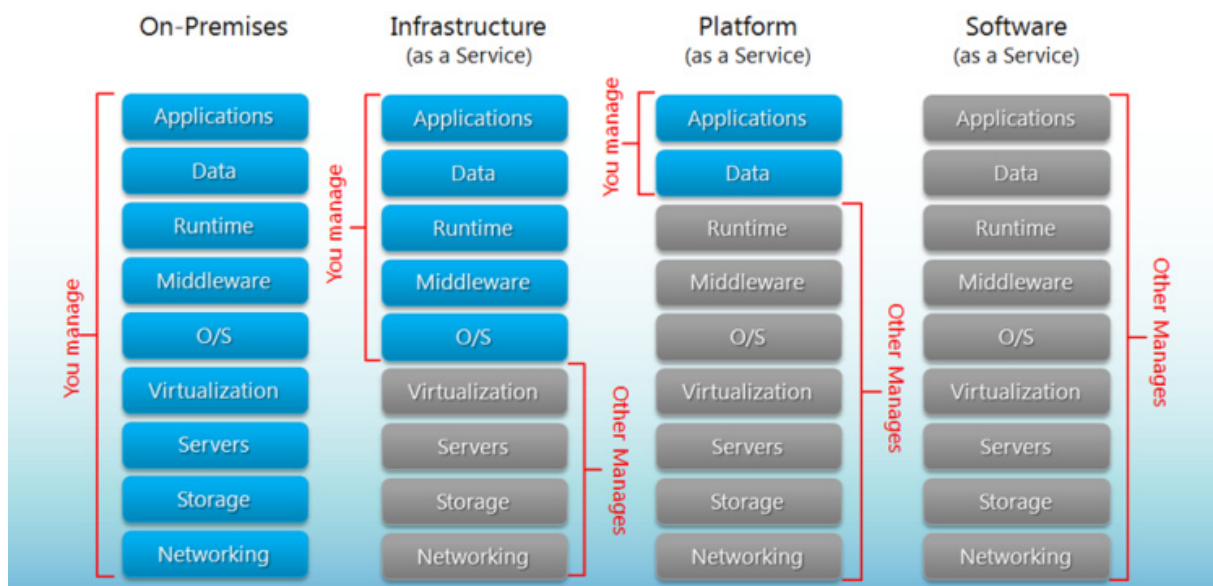 On-Premises
You manage
Applications
Data
Runtime
Middleware
O/S
Virtualization
Servers
Storage
Networking
Infrastructure
(as a Service)
You manage
Applications
Data
Runtime
Middleware
O/S
Virtualization
Servers
Storage
Networking
Other Manages
Platform
(as a Service)
You manage
Applications
Data
Runtime
Middleware
O/S
Virtualization
Servers
Storage
Networking
Other Manages
Software
(as a Service)
Applications
Data
Runtime
Middleware
O/S
Virtualization
Servers
Storage
Networking
Other Manages